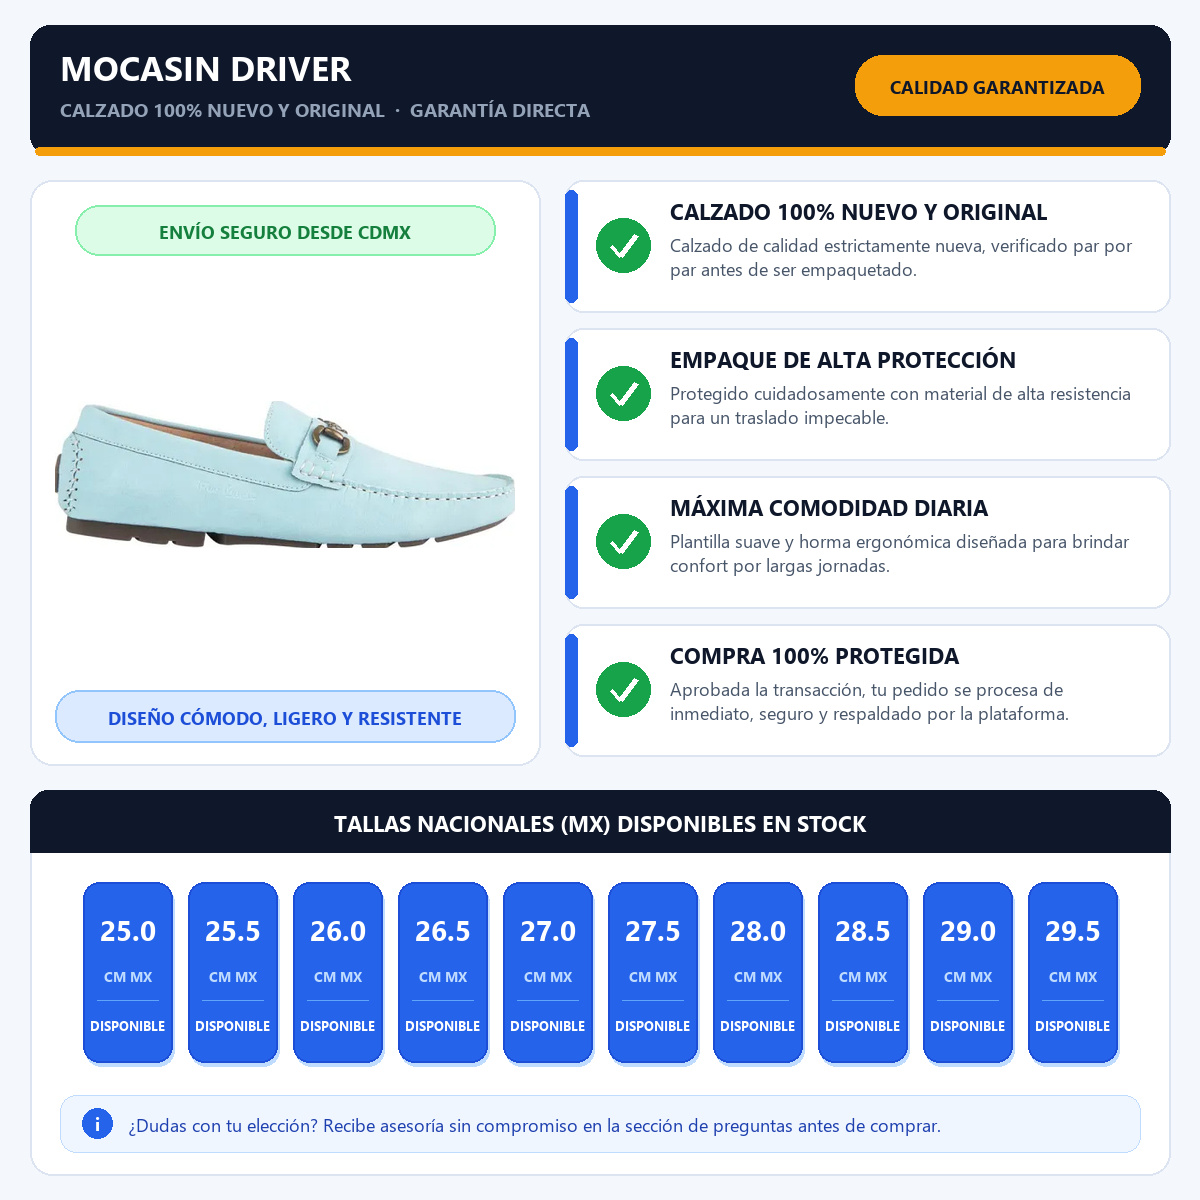 MOCASIN DRIVER
CALZADO 100% NUEVO Y ORIGINAL · GARANTÍA DIRECTA
CALIDAD GARANTIZADA
ENVÍO SEGURO DESDE CDMX
DISEÑO CÓMODO, LIGERO Y RESISTENTE
CALZADO 100% NUEVO Y ORIGINAL
Calzado de calidad estrictamente nueva, verificado par por
par antes de ser empaquetado.
EMPAQUE DE ALTA PROTECCIÓN
Protegido cuidadosamente con material de alta resistencia
para un traslado impecable.
MÁXIMA COMODIDAD DIARIA
Plantilla suave y horma ergonómica diseñada para brindar
confort por largas jornadas.
COMPRA 100% PROTEGIDA
Aprobada la transacción, tu pedido se procesa de
inmediato, seguro y respaldado por la plataforma.
TALLAS NACIONALES (MX) DISPONIBLES EN STOCK
25.0 25.5 26.0 26.5 27.0 27.5 28.0 28.5 29.0 29.5
CM MX CM MX CM MX CM MX CM MX CM MX CM MX CM MX CM MX CM MX
DISPONIBLE DISPONIBLE DISPONIBLE DISPONIBLE DISPONIBLE DISPONIBLE DISPONIBLE DISPONIBLE DISPONIBLE DISPONIBLE
i ¿Dudas con tu elección? Recibe asesoría sin compromiso en la sección de preguntas antes de comprar.